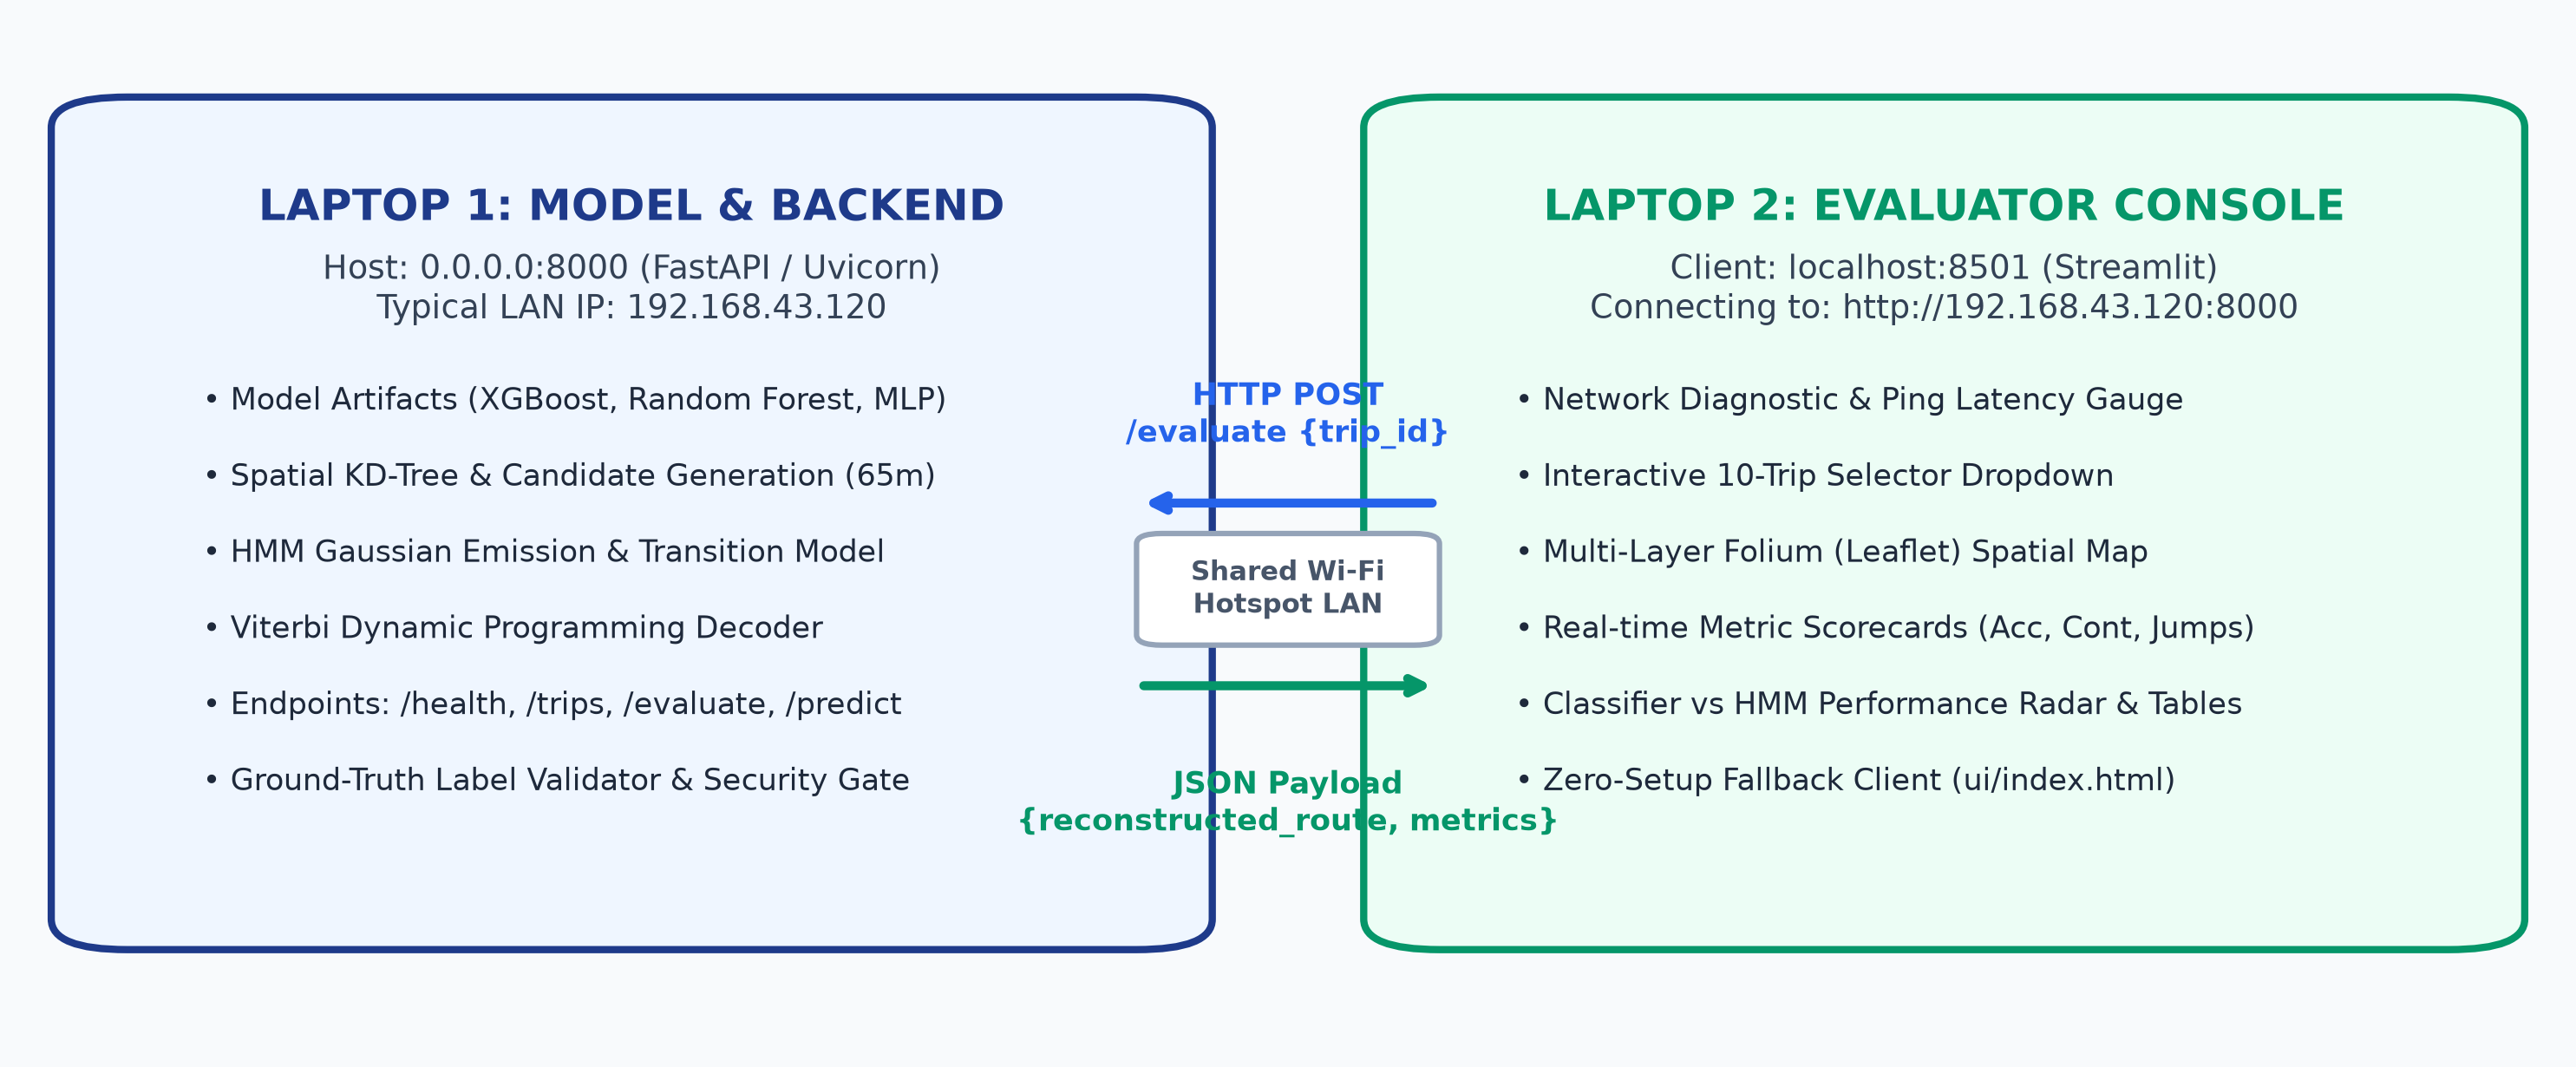 LAPTOP 1: MODEL & BACKEND
Host: 0.0.0.0:8000 (FastAPI / Uvicorn)
Typical LAN IP: 192.168.43.120
• Model Artifacts (XGBoost, Random Forest, MLP)
• Spatial KD-Tree & Candidate Generation (65m)
• HMM Gaussian Emission & Transition Model
• Viterbi Dynamic Programming Decoder
• Endpoints: /health, /trips, /evaluate, /predict
• Ground-Truth Label Validator & Security Gate
HTTP POST
/evaluate {trip_id}
Shared Wi-Fi
Hotspot LAN
JSON Payload
{reconstructed_route, metrics}
LAPTOP 2: EVALUATOR CONSOLE
Client: localhost:8501 (Streamlit)
Connecting to: http://192.168.43.120:8000
• Network Diagnostic & Ping Latency Gauge
• Interactive 10-Trip Selector Dropdown
• Multi-Layer Folium (Leaflet) Spatial Map
• Real-time Metric Scorecards (Acc, Cont, Jumps)
• Classifier vs HMM Performance Radar & Tables
• Zero-Setup Fallback Client (ui/index.html)